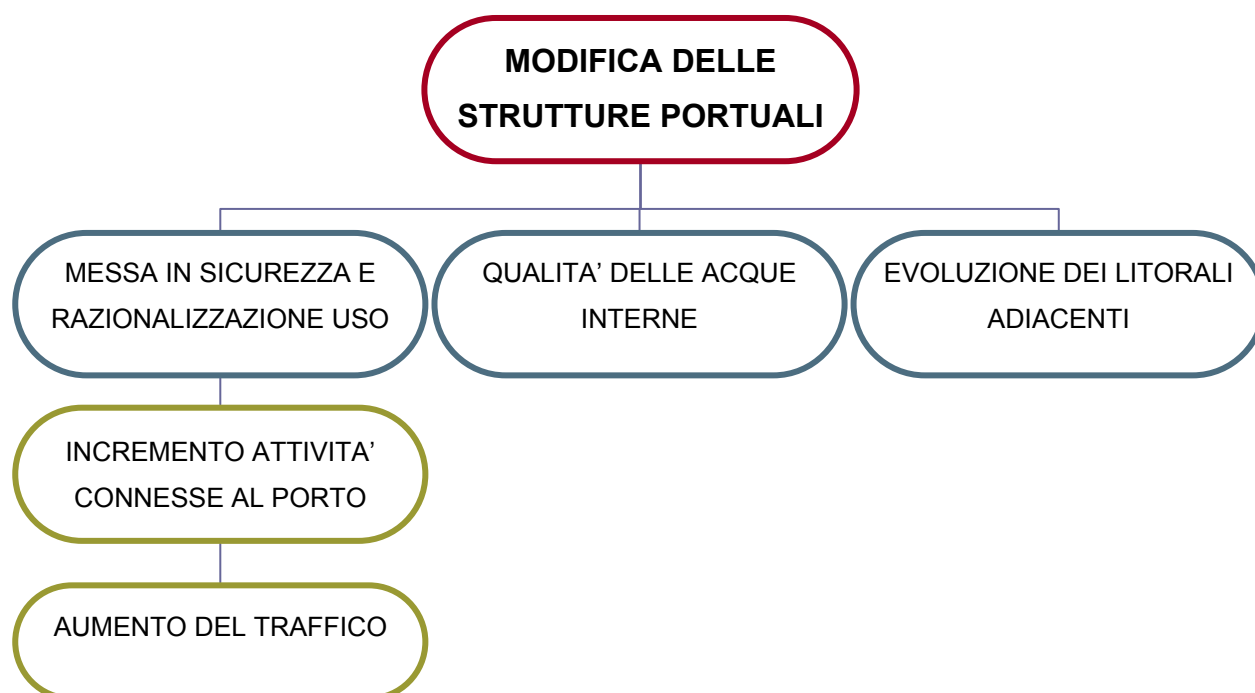 MODIFICA DELLE
STRUTTURE PORTUALI
MESSA IN SICUREZZA E
RAZIONALIZZAZIONE USO
QUALITA’ DELLE ACQUE
INTERNE
EVOLUZIONE DEI LITORALI
ADIACENTI
INCREMENTO ATTIVITA’
CONNESSE AL PORTO
AUMENTO DEL TRAFFICO